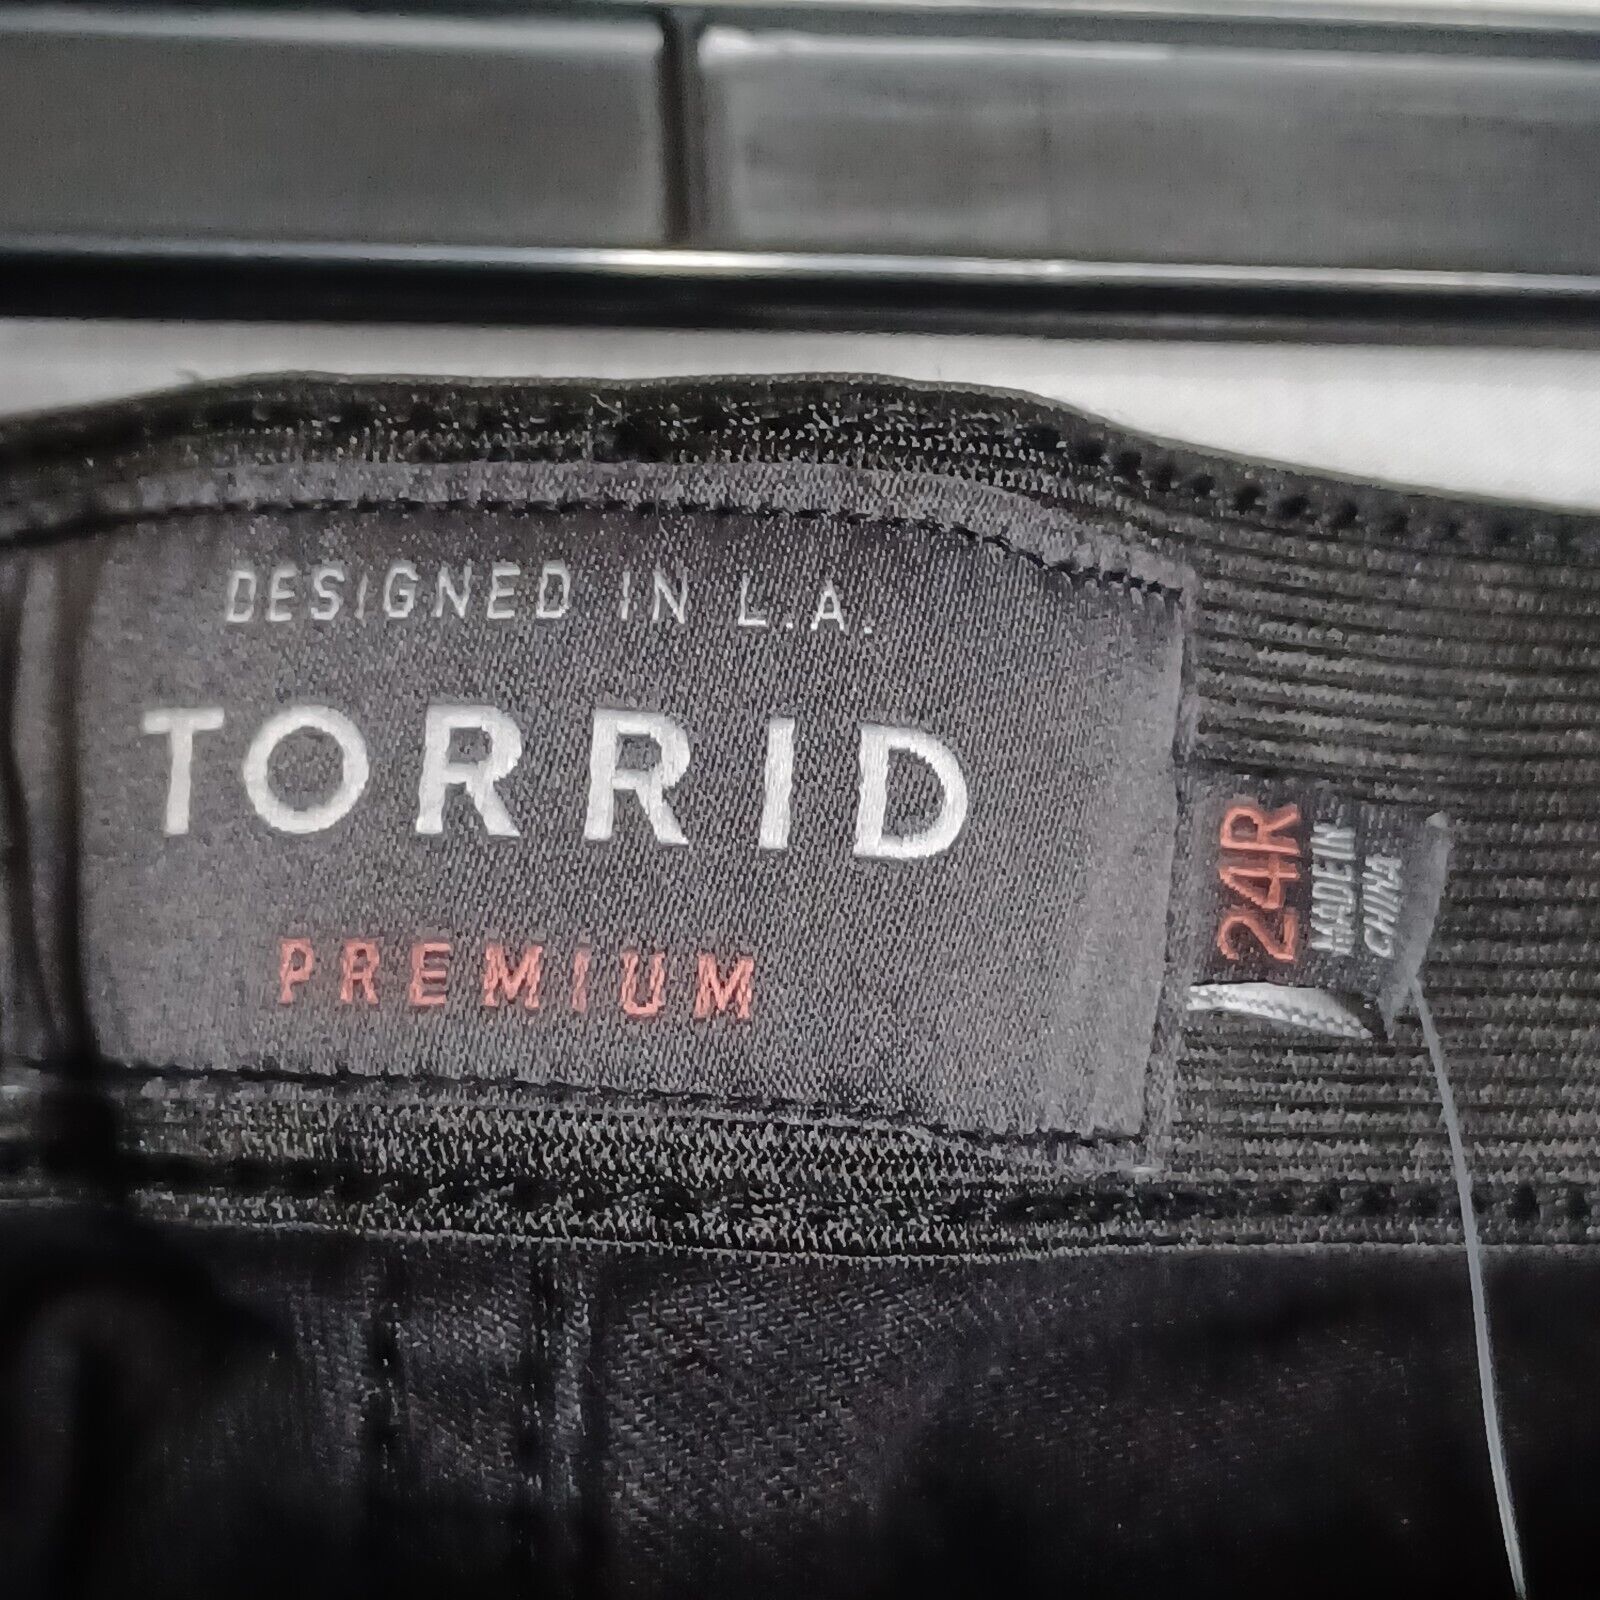 DESIGNED IN L.A.
TORRID
PREMIUM
24R
MADE IN
CHINA